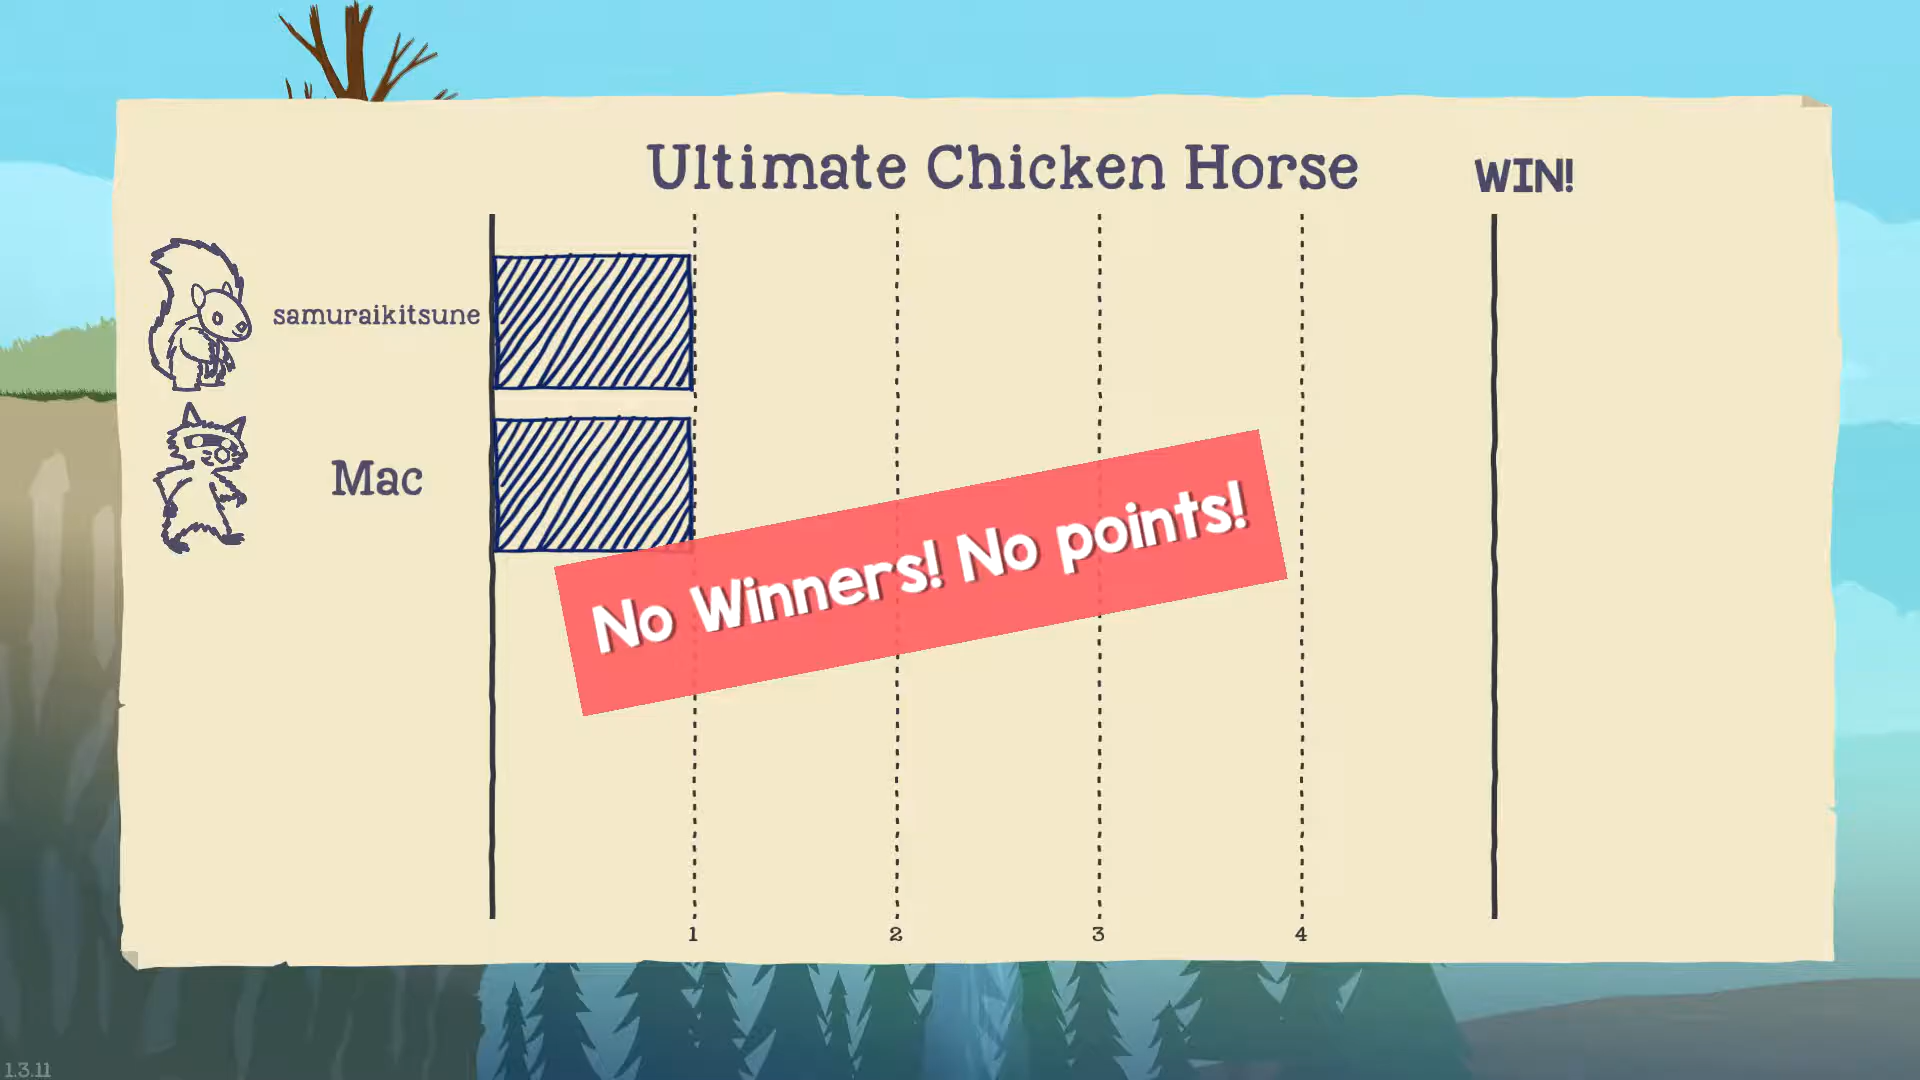 Ultimate Chicken Horse
WIN!
samuraikitsune
Mac
No Winners! No points!
1 2 3 4
1.3.11